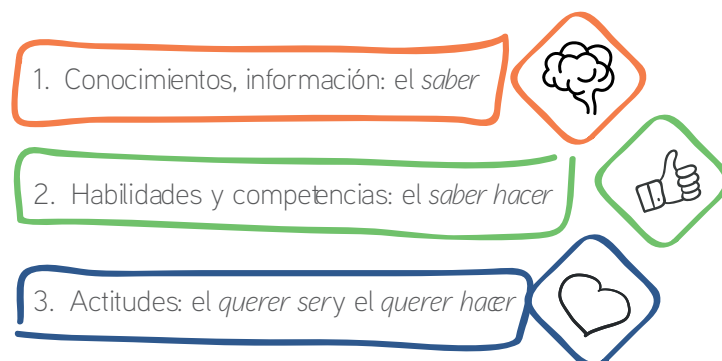 1. Conocimientos, información: el saber
2. Habilidades y competencias: el saber hacer
3. Actitudes: el querer ser y el querer hacer